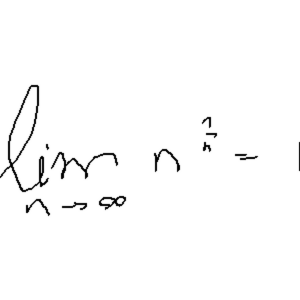 lim n^{1/n} = 1
n → ∞